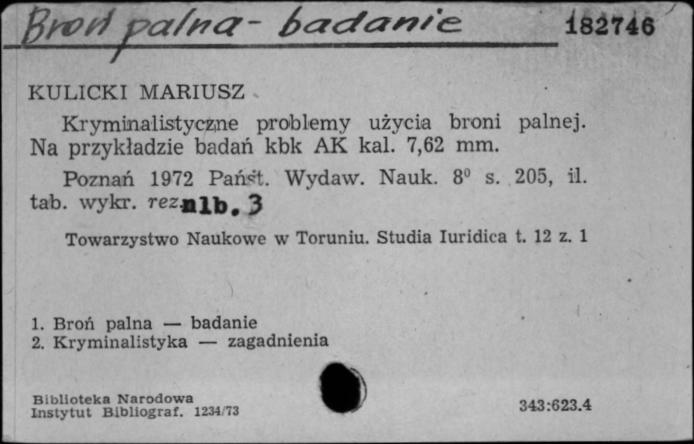 Broń palna - badanie 182746
KULICKI MARIUSZ
Kryminalistyczne problemy użycia broni palnej.
Na przykładzie badań kbk AK kal. 7,62 mm.
Poznań 1972 Państ. Wydaw. Nauk. 8⁰ s. 205, il.
tab. wykr. rez. nlb. 3
Towarzystwo Naukowe w Toruniu. Studia Iuridica t. 12 z. 1
1. Broń palna — badanie
2. Kryminalistyka — zagadnienia
Biblioteka Narodowa
Instytut Bibliograf. 1234/73 343:623.4